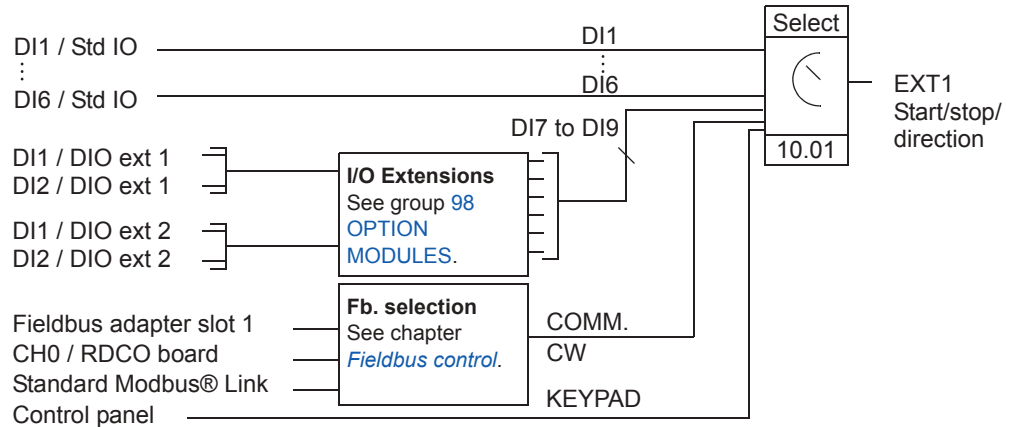 Select
DI1 / Std IO
DI1
DI6 / Std IO
DI6
EXT1
Start/stop/
direction
DI7 to DI9
10.01
DI1 / DIO ext 1
DI2 / DIO ext 1
DI1 / DIO ext 2
DI2 / DIO ext 2
I/O Extensions
See group 98
OPTION
MODULES.
Fb. selection
See chapter
Fieldbus control.
Fieldbus adapter slot 1
CH0 / RDCO board
Standard Modbus® Link
Control panel
COMM.
CW
KEYPAD